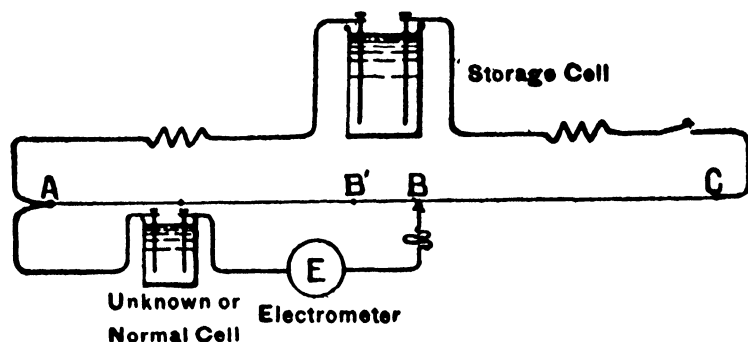 Storage Cell
A
B'
B
C
E
Unknown or
Normal Cell
Electrometer